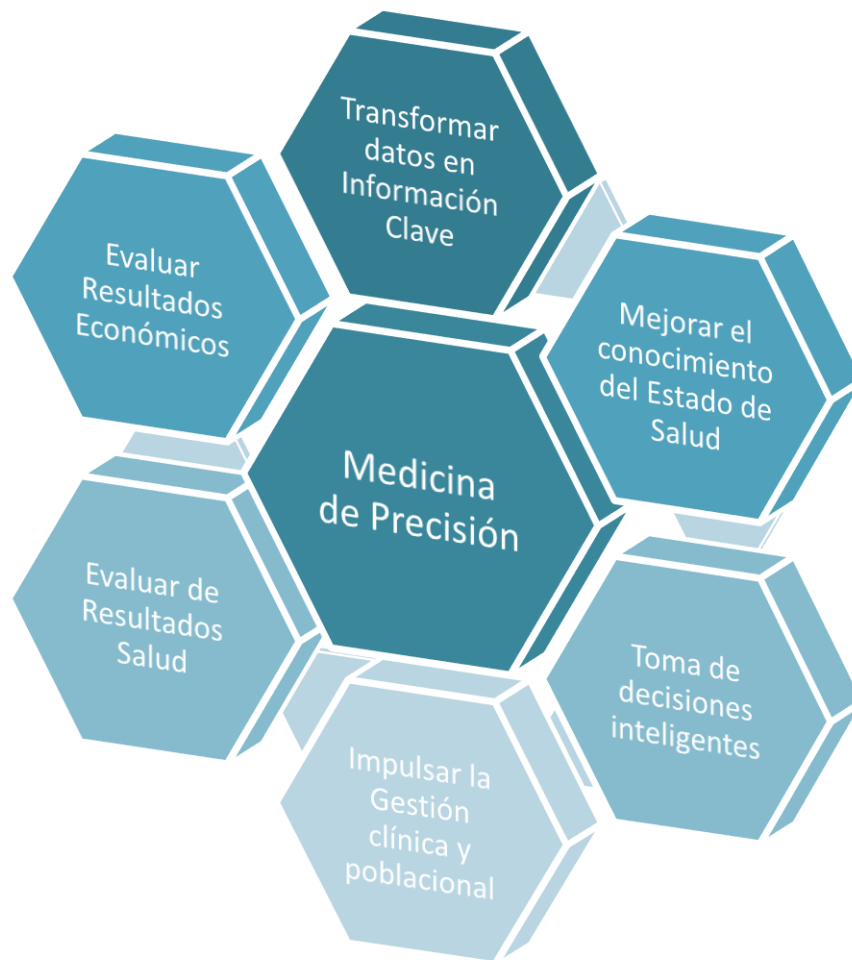 Transformar
datos en
Información
Clave
Evaluar
Resultados
Económicos
Mejorar el
conocimiento
del Estado de
Salud
Medicina
de Precisión
Evaluar de
Resultados
Salud
Toma de
decisiones
inteligentes
Impulsar la
Gestión
clínica y
poblacional